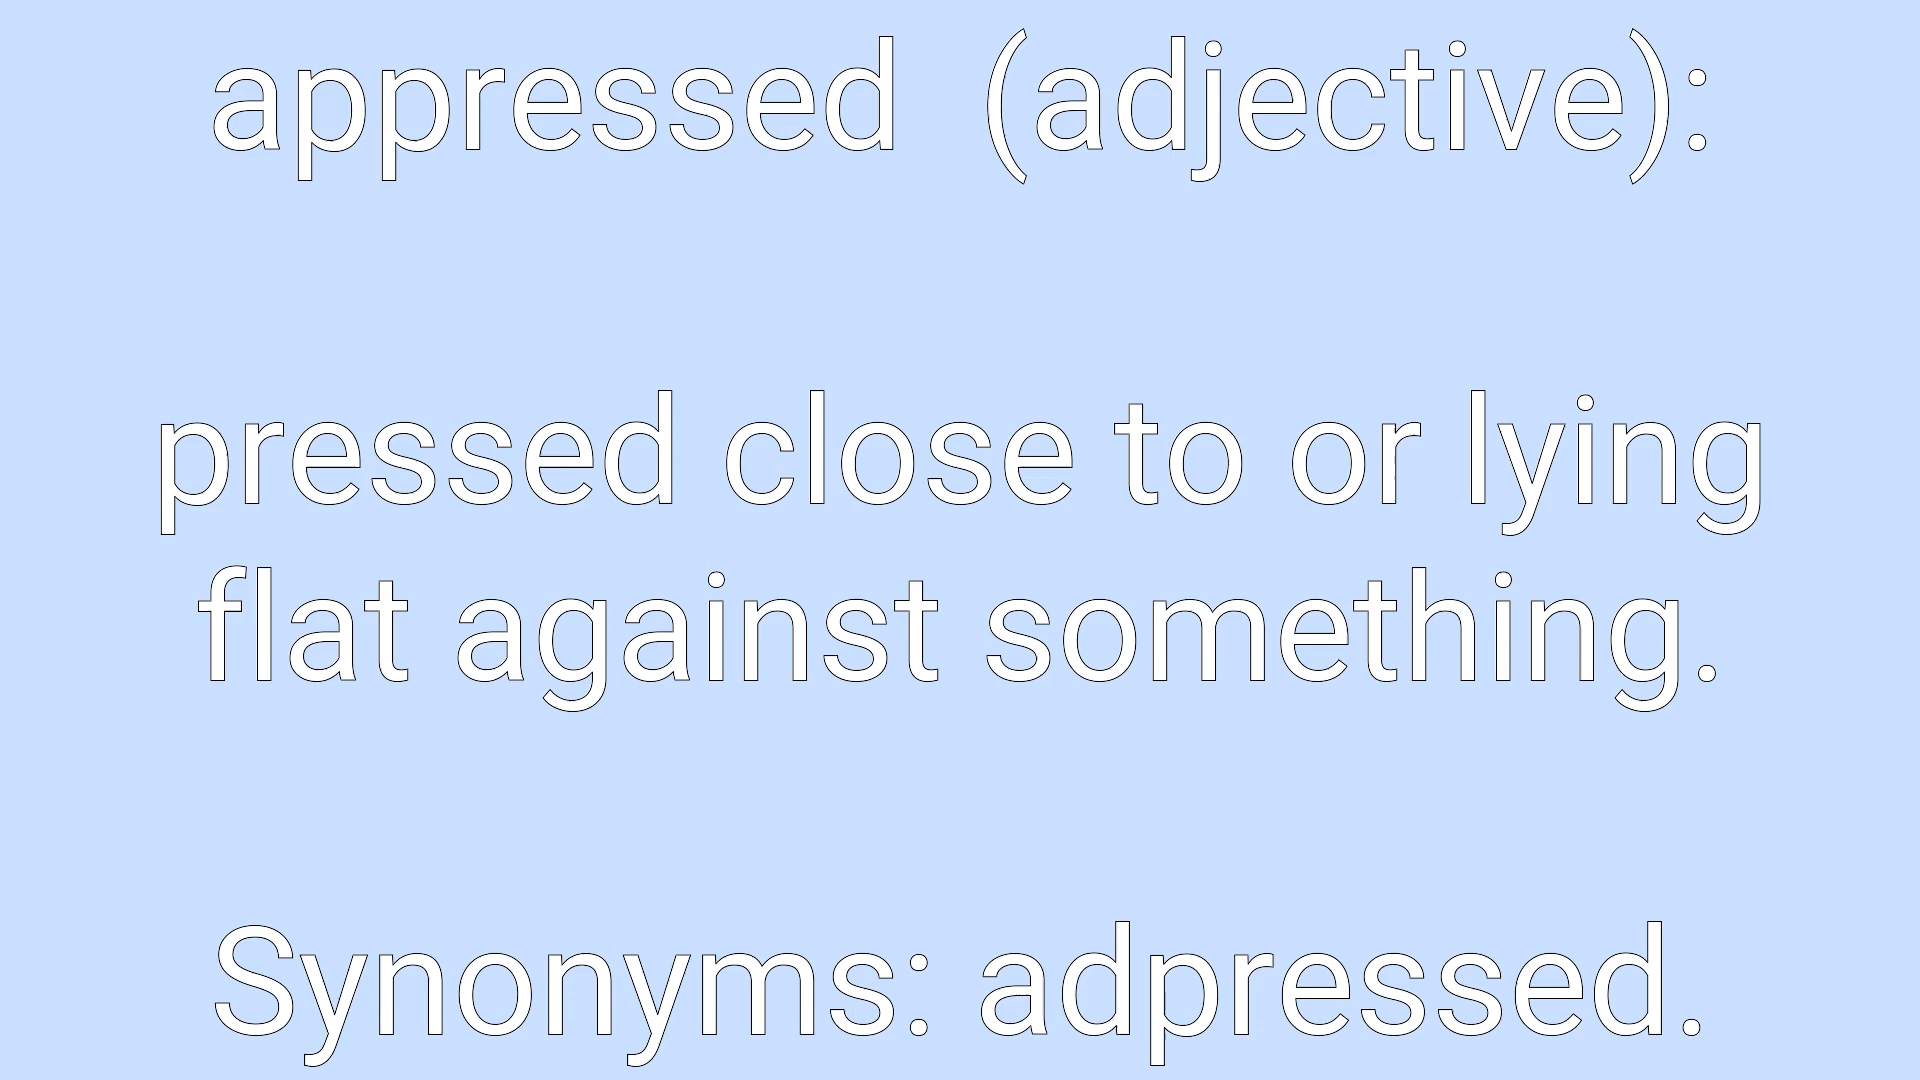 appressed (adjective):
pressed close to or lying
flat against something.
Synonyms: adpressed.